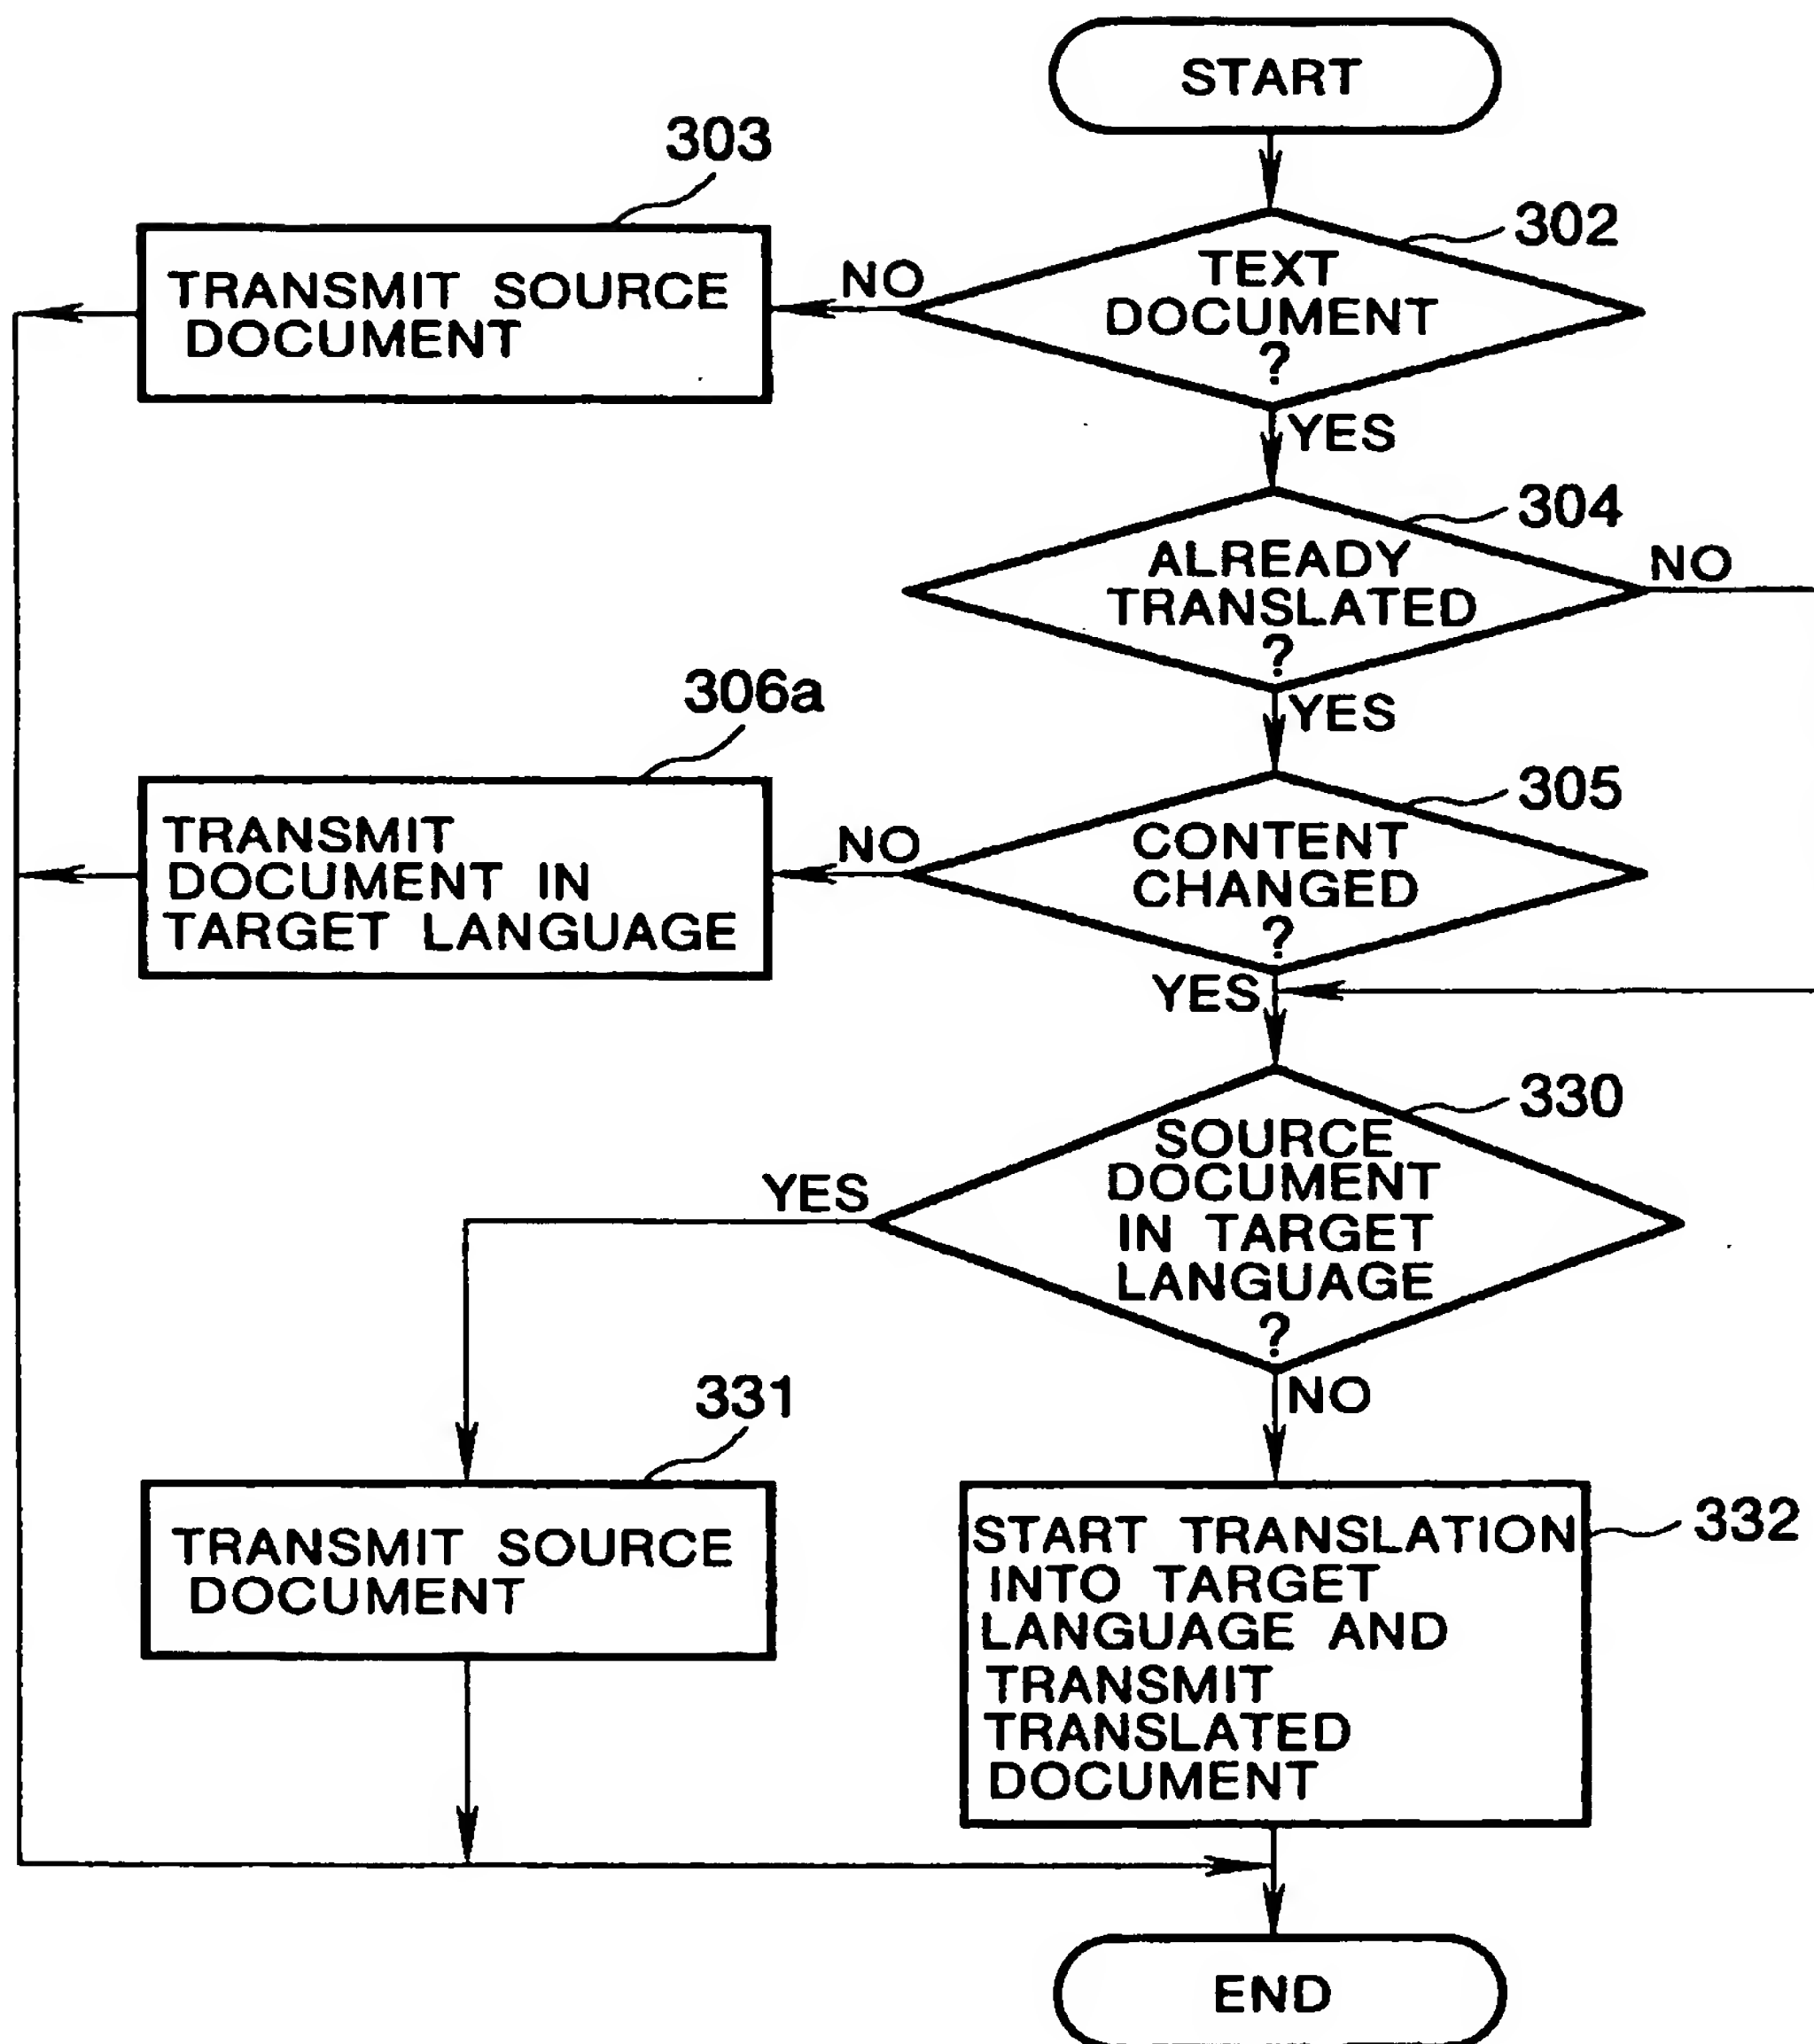 START
303
302
TEXT
DOCUMENT
?
NO
TRANSMIT SOURCE
DOCUMENT
YES
304
ALREADY
TRANSLATED
?
NO
YES
306a
305
CONTENT
CHANGED
?
NO
TRANSMIT
DOCUMENT IN
TARGET LANGUAGE
YES
330
SOURCE
DOCUMENT
IN TARGET
LANGUAGE
?
YES
NO
331
TRANSMIT SOURCE
DOCUMENT
332
START TRANSLATION
INTO TARGET
LANGUAGE AND
TRANSMIT
TRANSLATED
DOCUMENT
END